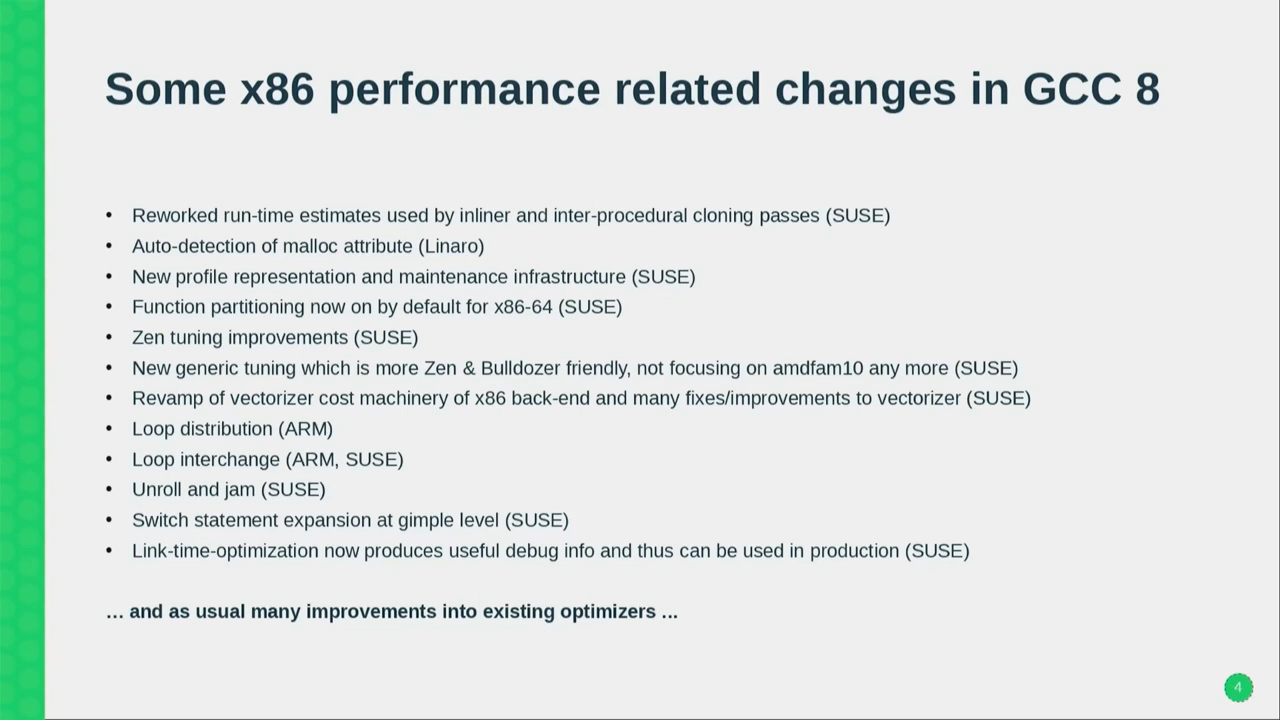 Some x86 performance related changes in GCC 8
• Reworked run-time estimates used by inliner and inter-procedural cloning passes (SUSE)
• Auto-detection of malloc attribute (Linaro)
• New profile representation and maintenance infrastructure (SUSE)
• Function partitioning now on by default for x86-64 (SUSE)
• Zen tuning improvements (SUSE)
• New generic tuning which is more Zen & Bulldozer friendly, not focusing on amdfam10 any more (SUSE)
• Revamp of vectorizer cost machinery of x86 back-end and many fixes/improvements to vectorizer (SUSE)
• Loop distribution (ARM)
• Loop interchange (ARM, SUSE)
• Unroll and jam (SUSE)
• Switch statement expansion at gimple level (SUSE)
• Link-time-optimization now produces useful debug info and thus can be used in production (SUSE)
… and as usual many improvements into existing optimizers ...
4